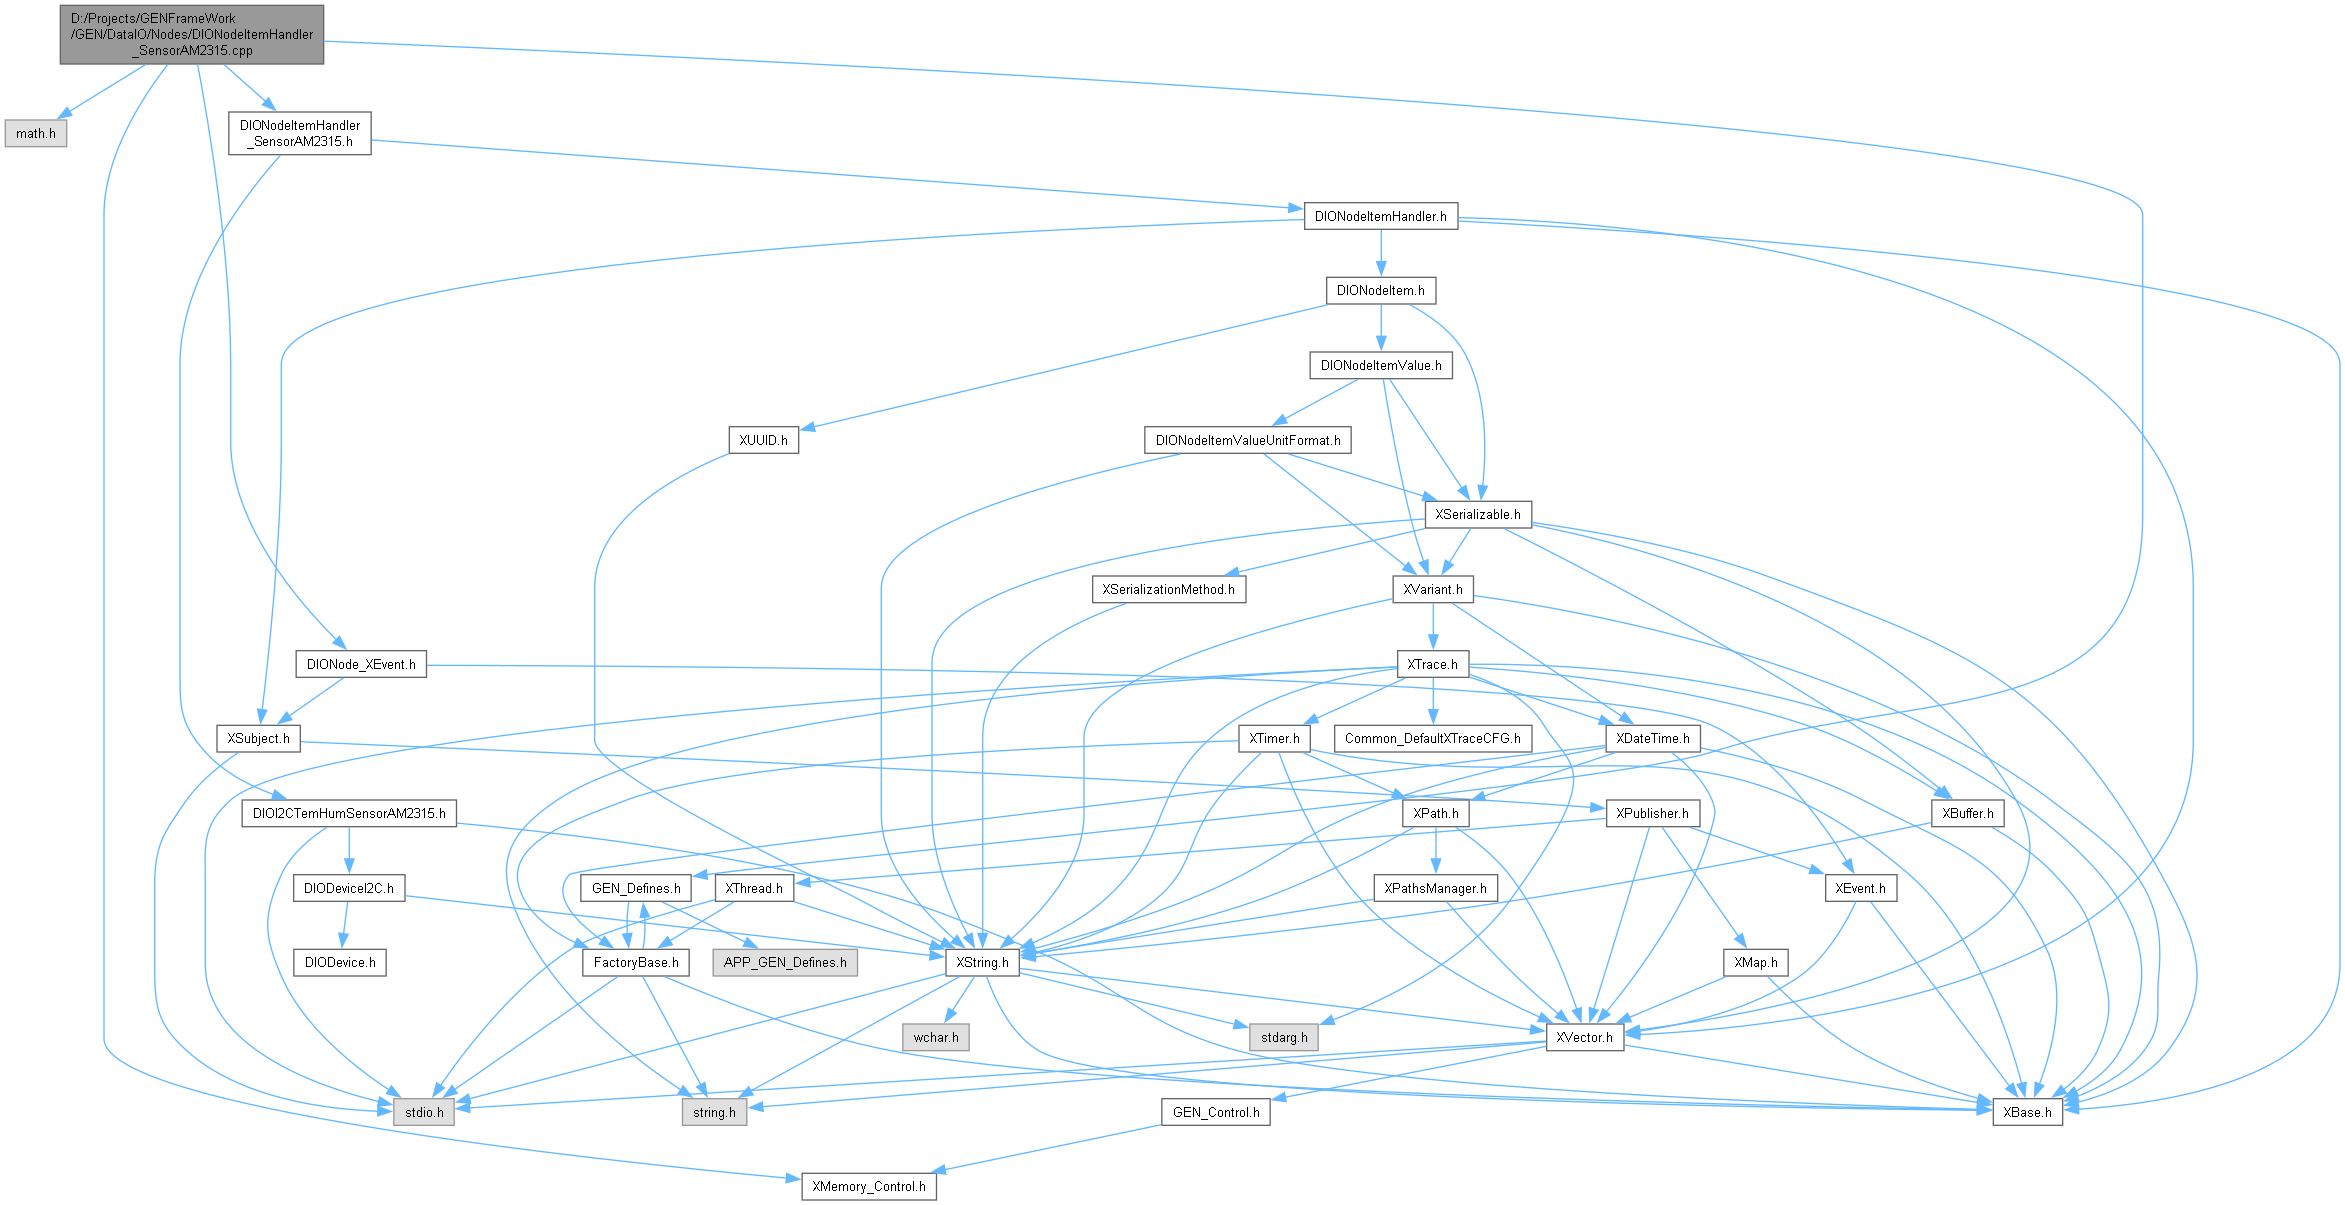 D:/Projects/GENFrameWork
/GEN/DataIO/Nodes/DIONodeItemHandler
_SensorAM2315.cpp
math.h
DIONodeItemHandler
_SensorAM2315.h
DIONodeItemHandler.h
DIONodeItem.h
DIONodeItemValue.h
XUUID.h
DIONodeItemValueUnitFormat.h
XSerializable.h
XSerializationMethod.h
XVariant.h
DIONode_XEvent.h
XTrace.h
XSubject.h
XTimer.h
Common_DefaultXTraceCFG.h
XDateTime.h
DIOI2CTemHumSensorAM2315.h
XPath.h
XPublisher.h
XBuffer.h
DIODeviceI2C.h
GEN_Defines.h
XThread.h
XPathsManager.h
XEvent.h
DIODevice.h
FactoryBase.h
APP_GEN_Defines.h
XString.h
XMap.h
wchar.h
stdarg.h
XVector.h
stdio.h
string.h
GEN_Control.h
XBase.h
XMemory_Control.h